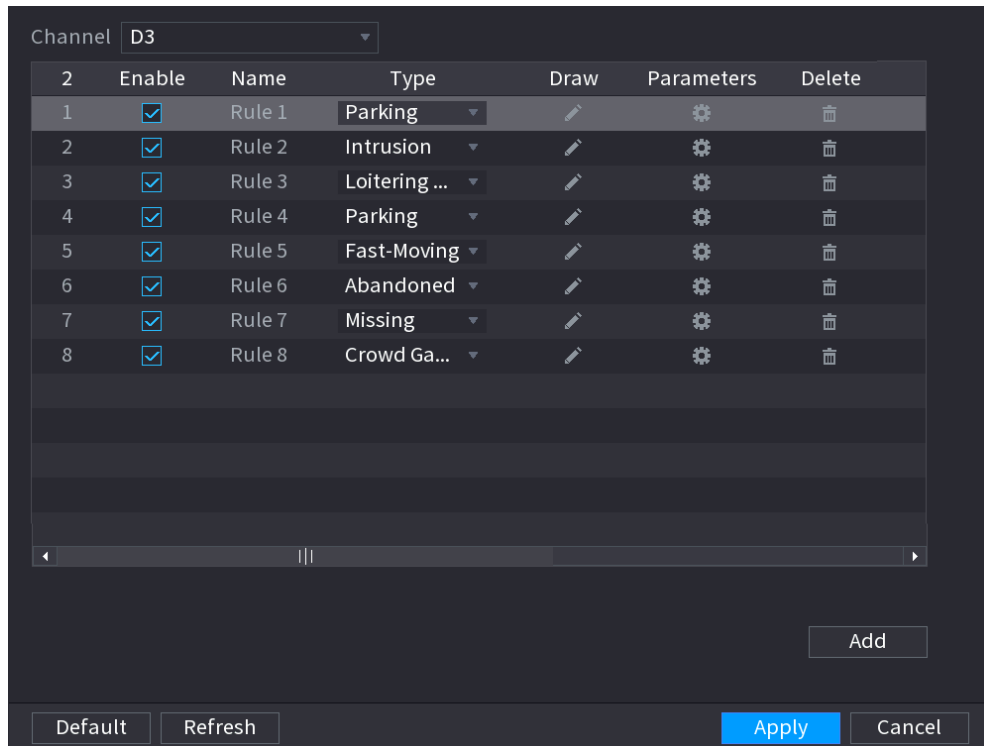 Channel D3
2 Enable Name Type Draw Parameters Delete
1 Rule 1 Parking
2 Rule 2 Intrusion
3 Rule 3 Loitering ...
4 Rule 4 Parking
5 Rule 5 Fast-Moving
6 Rule 6 Abandoned
7 Rule 7 Missing
8 Rule 8 Crowd Ga...
Add
Default Refresh Apply Cancel